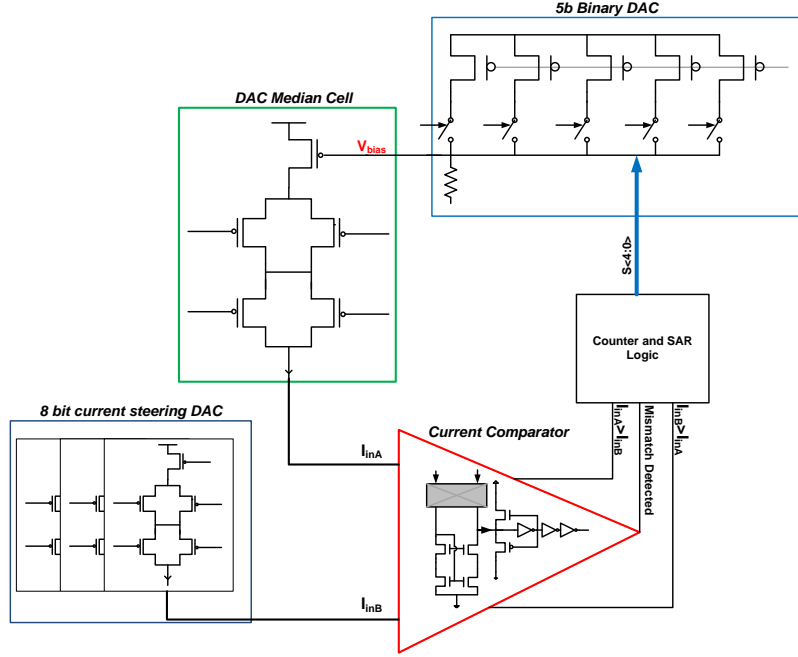 5b Binary DAC
DAC Median Cell
Vbias
S<4:0>
Counter and SAR
Logic
8 bit current steering DAC
Current Comparator
IinA>IinB
Mismatch Detected
IinB>IinA
IinA
IinB